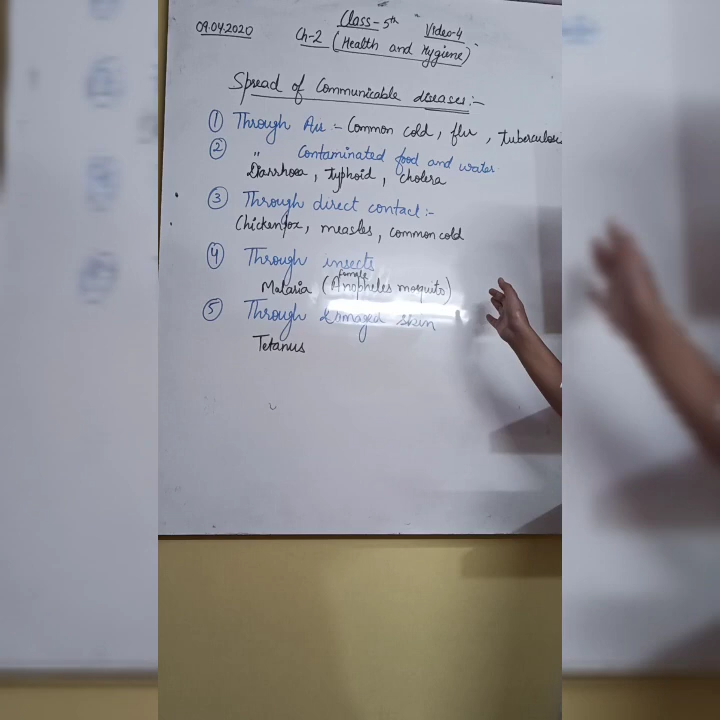 09.04.2020
Class-5th Video-4
Ch-2 (Health and Hygiene)
Spread of Communicable diseases:-
① Through Air :- Common cold, flu, tuberculosis
② " Contaminated food and water
Diarrhoea, typhoid, cholera
③ Through direct contact:-
Chickenpox, measles, common cold
④ Through insects
female
Malaria (Anopheles mosquito)
⑤ Through damaged skin
Tetanus